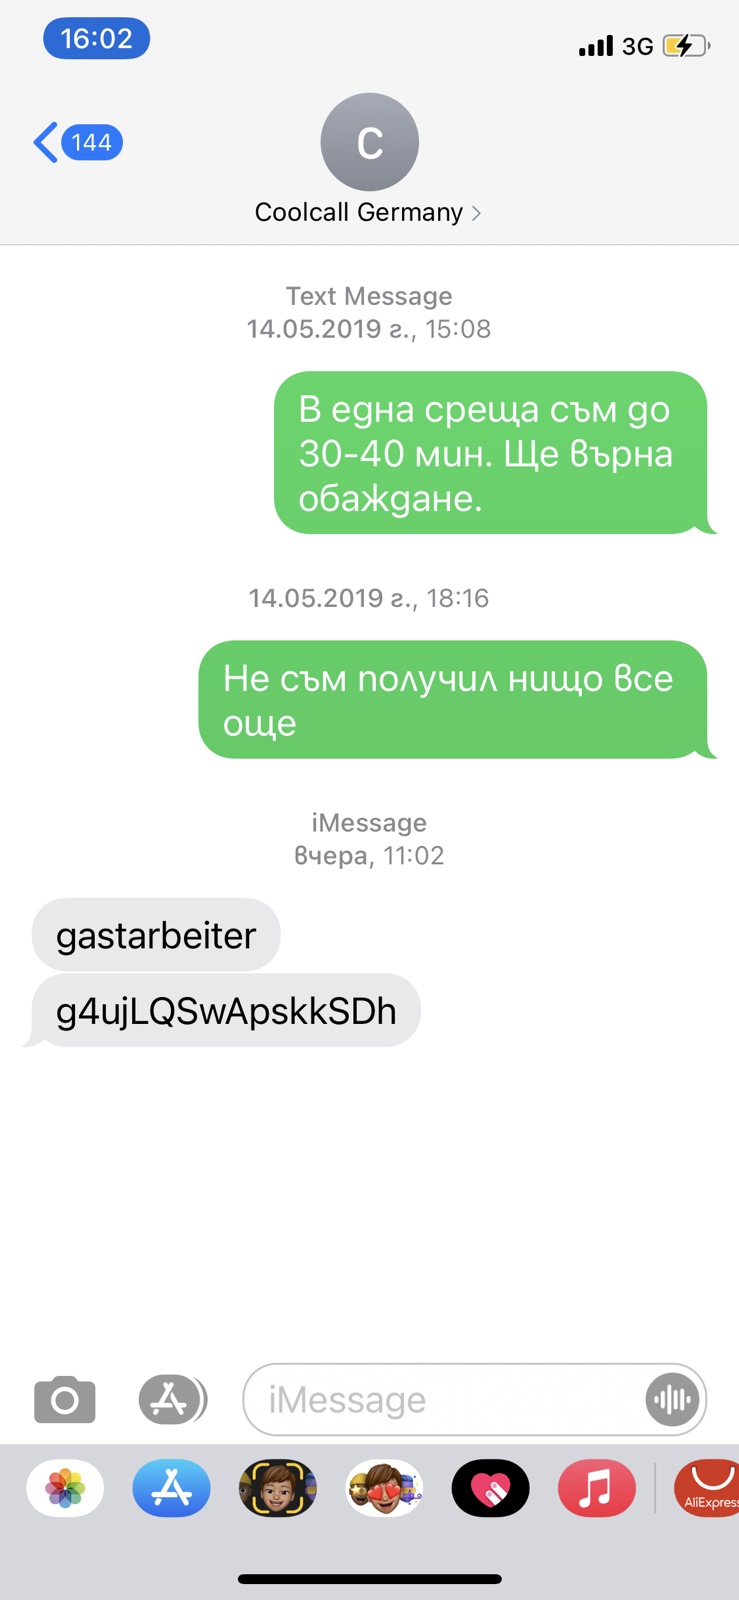 16:02
3G
144
C
Coolcall Germany
Text Message
14.05.2019 г., 15:08
В една среща съм до
30-40 мин. Ще върна
обаждане.
14.05.2019 г., 18:16
Не съм получил нищо все
още
iMessage
вчера, 11:02
gastarbeiter
g4ujLQSwApskkSDh
iMessage
AliExpress